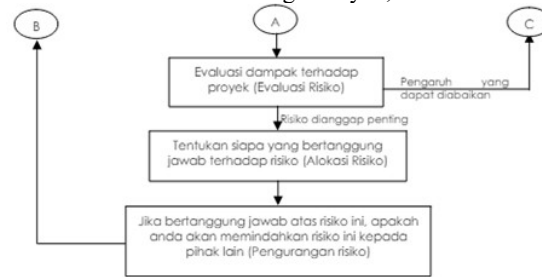 B
A
C
Evaluasi dampak terhadap
proyek (Evaluasi Risiko)
Pengaruh yang
dapat diabaikan
Risiko dianggap penting
Tentukan siapa yang bertanggung
jawab terhadap risiko (Alokasi Risiko)
Jika bertanggung jawab atas risiko ini, apakah
anda akan memindahkan risiko ini kepada
pihak lain (Pengurangan risiko)